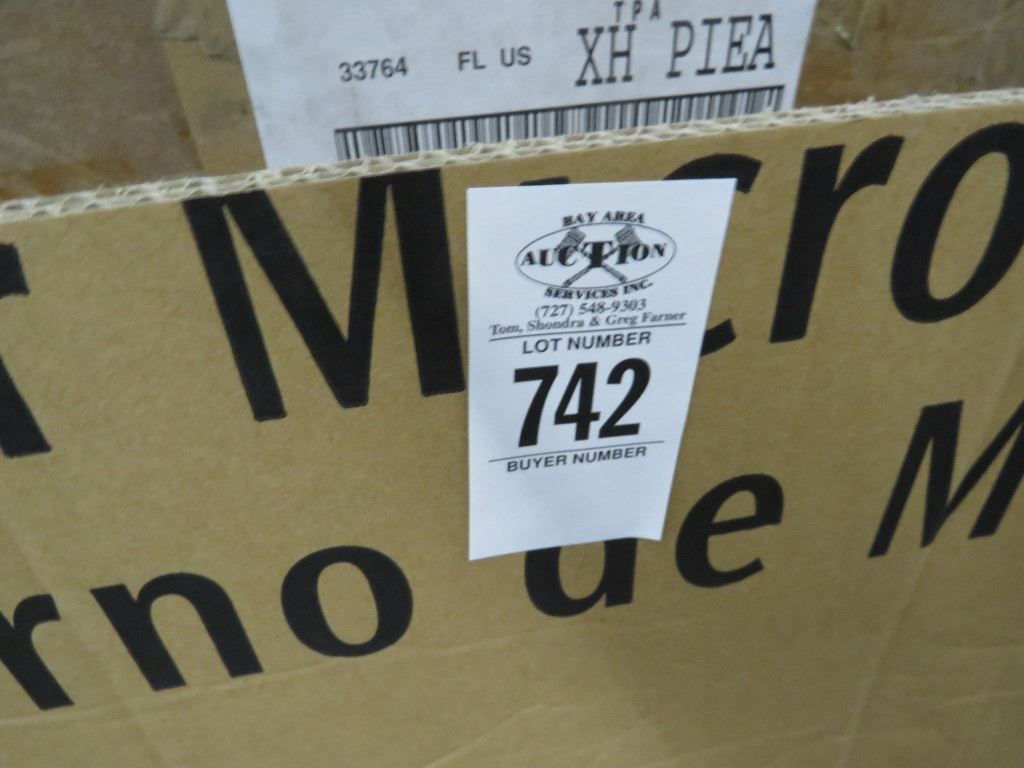 TPA
33764 FL US XH PIEA
r Macro
BAY AREA
AUCTION
SERVICES INC.
(727) 548-9303
Tom, Shondra & Greg Farner
LOT NUMBER
742
BUYER NUMBER
rno de M